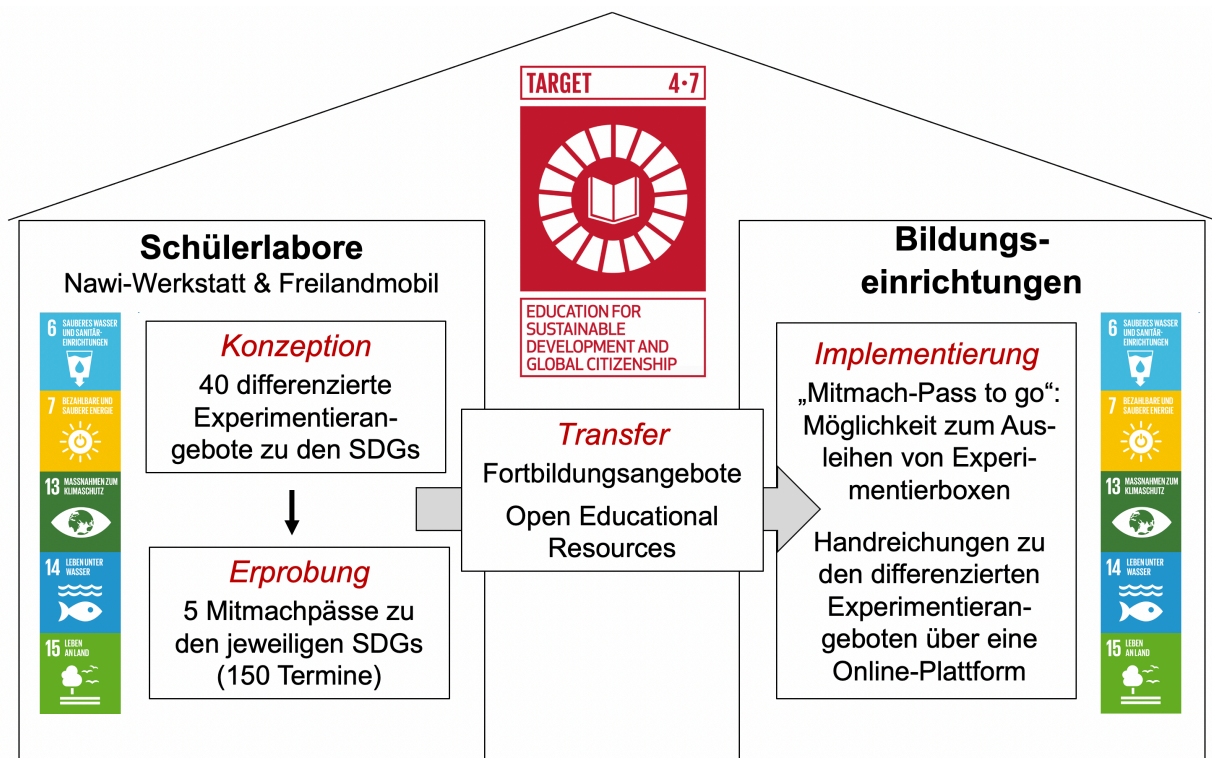 TARGET 4·7
EDUCATION FOR
SUSTAINABLE
DEVELOPMENT AND
GLOBAL CITIZENSHIP
Schülerlabore
Nawi-Werkstatt & Freilandmobil
6 SAUBERES WASSER
UND SANITÄR-
EINRICHTUNGEN
7 BEZAHLBARE UND
SAUBERE ENERGIE
13 MASSNAHMEN ZUM
KLIMASCHUTZ
14 LEBEN UNTER
WASSER
15 LEBEN
AN LAND
Konzeption
40 differenzierte
Experimentieran-
gebote zu den SDGs
Erprobung
5 Mitmachpässe zu
den jeweiligen SDGs
(150 Termine)
Transfer
Fortbildungsangebote
Open Educational
Resources
Bildungs-
einrichtungen
Implementierung
„Mitmach-Pass to go“:
Möglichkeit zum Aus-
leihen von Experi-
mentierboxen
Handreichungen zu
den differenzierten
Experimentieran-
geboten über eine
Online-Plattform
6 SAUBERES WASSER
UND SANITÄR-
EINRICHTUNGEN
7 BEZAHLBARE UND
SAUBERE ENERGIE
13 MASSNAHMEN ZUM
KLIMASCHUTZ
14 LEBEN UNTER
WASSER
15 LEBEN
AN LAND